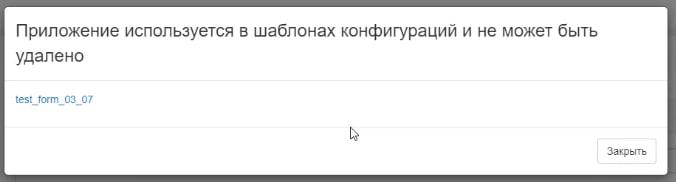 Приложение используется в шаблонах конфигураций и не может быть
удалено
test_form_03_07
Закрыть